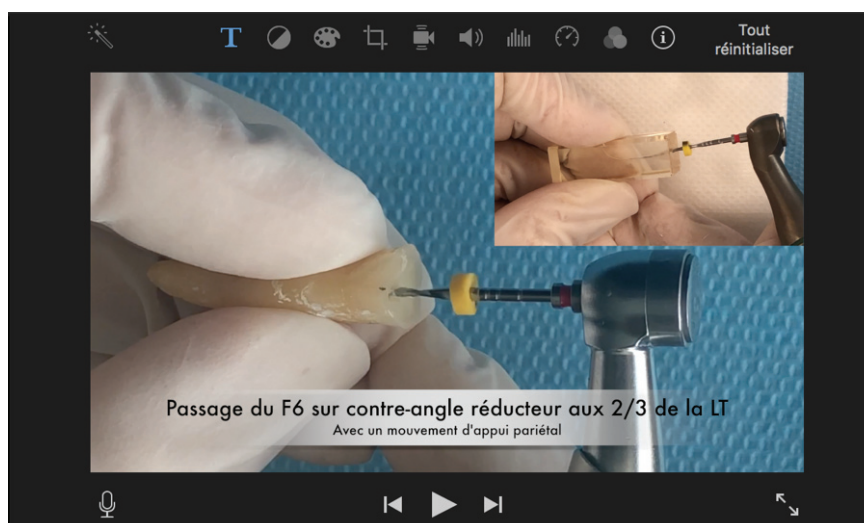 T
Tout
réinitialiser
Passage du F6 sur contre-angle réducteur aux 2/3 de la LT
Avec un mouvement d'appui pariétal